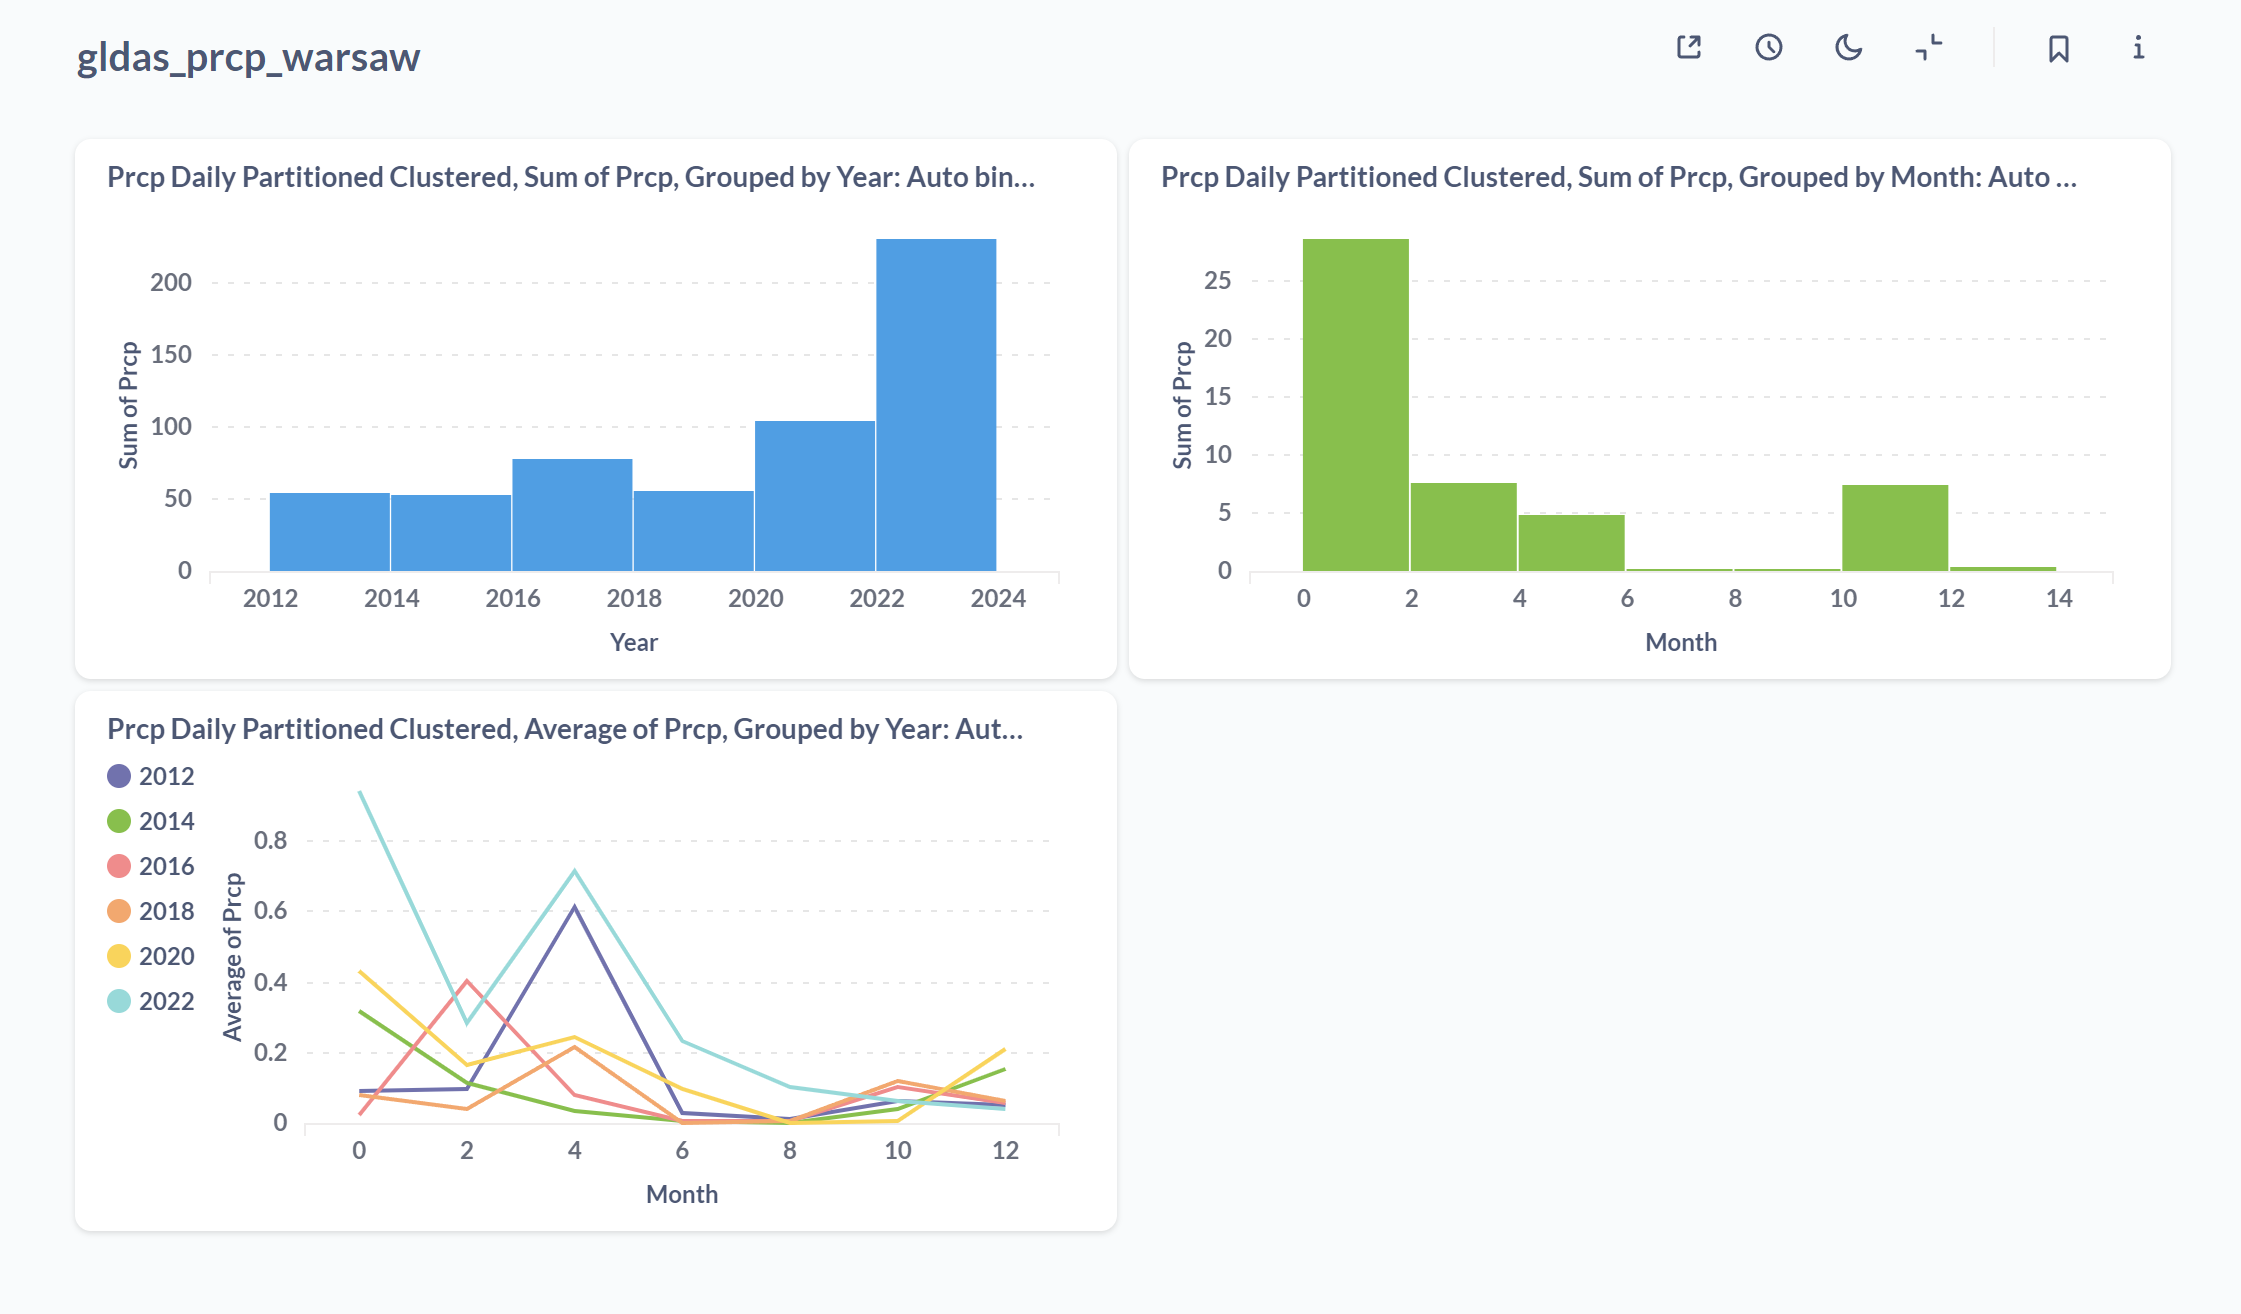 gldas_prcp_warsaw
Prcp Daily Partitioned Clustered, Sum of Prcp, Grouped by Year: Auto bin...
200
150
100
50
0
Sum of Prcp
2012 2014 2016 2018 2020 2022 2024
Year
Prcp Daily Partitioned Clustered, Sum of Prcp, Grouped by Month: Auto ...
25
20
15
10
5
0
Sum of Prcp
0 2 4 6 8 10 12 14
Month
Prcp Daily Partitioned Clustered, Average of Prcp, Grouped by Year: Aut...
2012
2014
2016
2018
2020
2022
0.8
0.6
0.4
0.2
0
Average of Prcp
0 2 4 6 8 10 12
Month